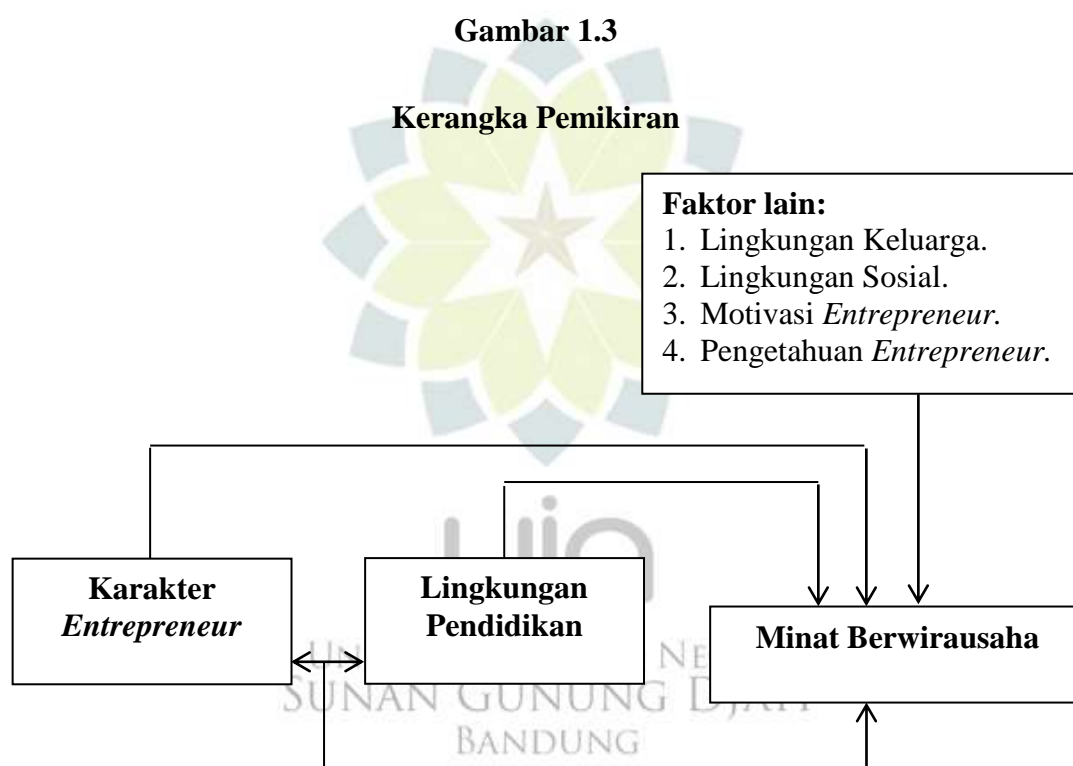 Gambar 1.3
Kerangka Pemikiran
Faktor lain:
1. Lingkungan Keluarga.
2. Lingkungan Sosial.
3. Motivasi Entrepreneur.
4. Pengetahuan Entrepreneur.
uin
Karakter
Entrepreneur
Lingkungan
Pendidikan
Minat Berwirausaha
SUNAN GUNUNG
BANDUNG